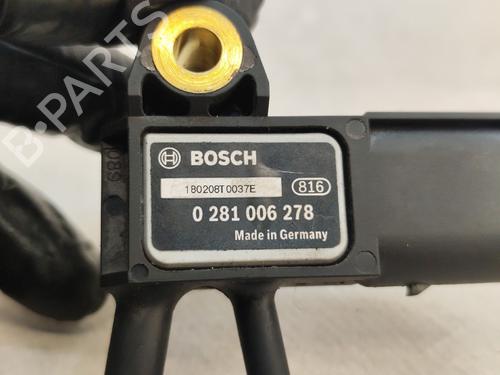 B-PARTS
BOSCH
180208T0037E
816
0 281 006 278
Made in Germany